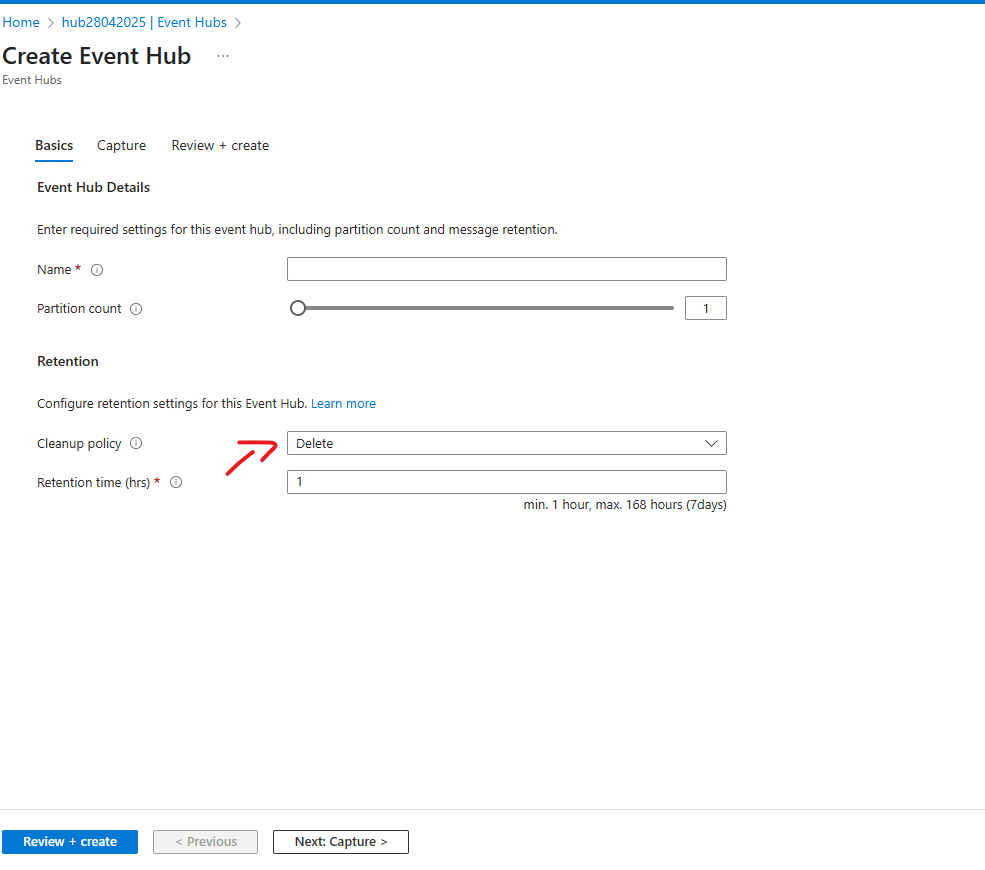 Home > hub28042025 | Event Hubs >
Create Event Hub ...
Event Hubs
Basics Capture Review + create
Event Hub Details
Enter required settings for this event hub, including partition count and message retention.
Name *
Partition count 1
Retention
Configure retention settings for this Event Hub. Learn more
Cleanup policy Delete
Retention time (hrs) * 1
min. 1 hour, max. 168 hours (7days)
Review + create < Previous Next: Capture >